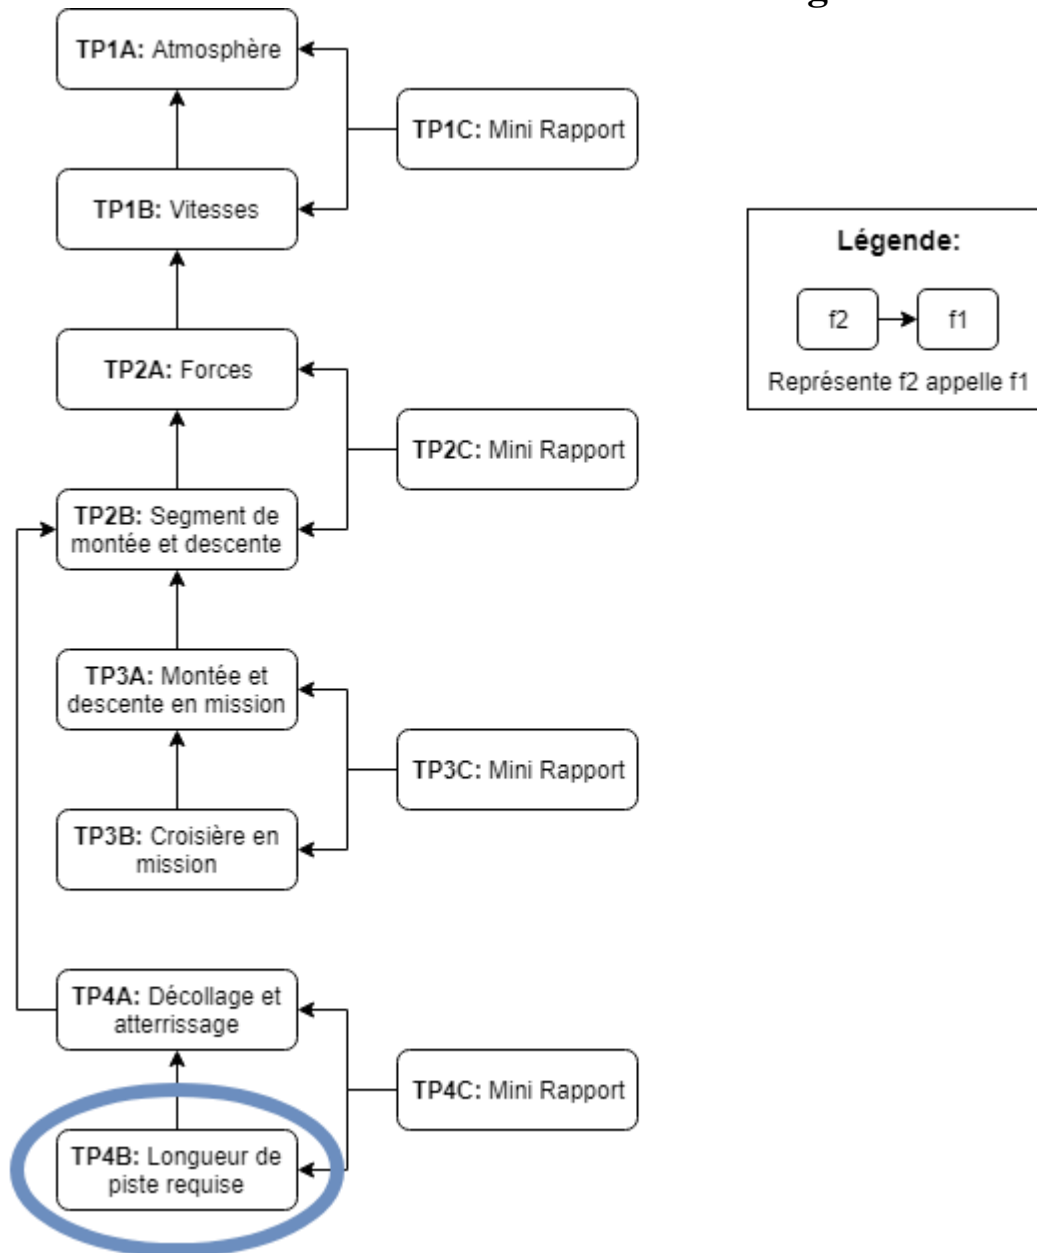 TP1A: Atmosphère
TP1C: Mini Rapport
TP1B: Vitesses
Légende:
f2
f1
Représente f2 appelle f1
TP2A: Forces
TP2C: Mini Rapport
TP2B: Segment de
montée et descente
TP3A: Montée et
descente en mission
TP3C: Mini Rapport
TP3B: Croisière en
mission
TP4A: Décollage et
atterrissage
TP4C: Mini Rapport
TP4B: Longueur de
piste requise